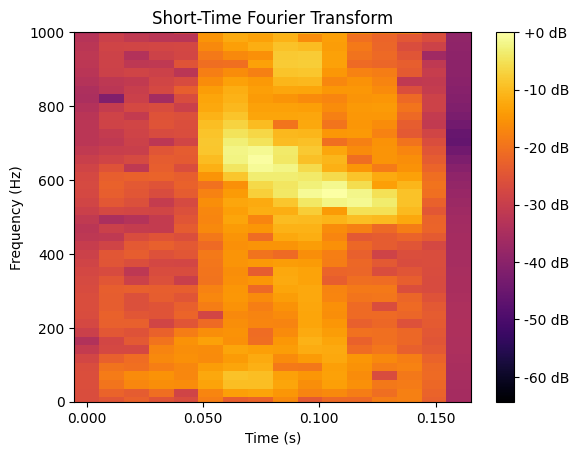 Short-Time Fourier Transform
1000
800
600
400
200
0
Frequency (Hz)
0.000
0.050
0.100
0.150
Time (s)
+0 dB
-10 dB
-20 dB
-30 dB
-40 dB
-50 dB
-60 dB